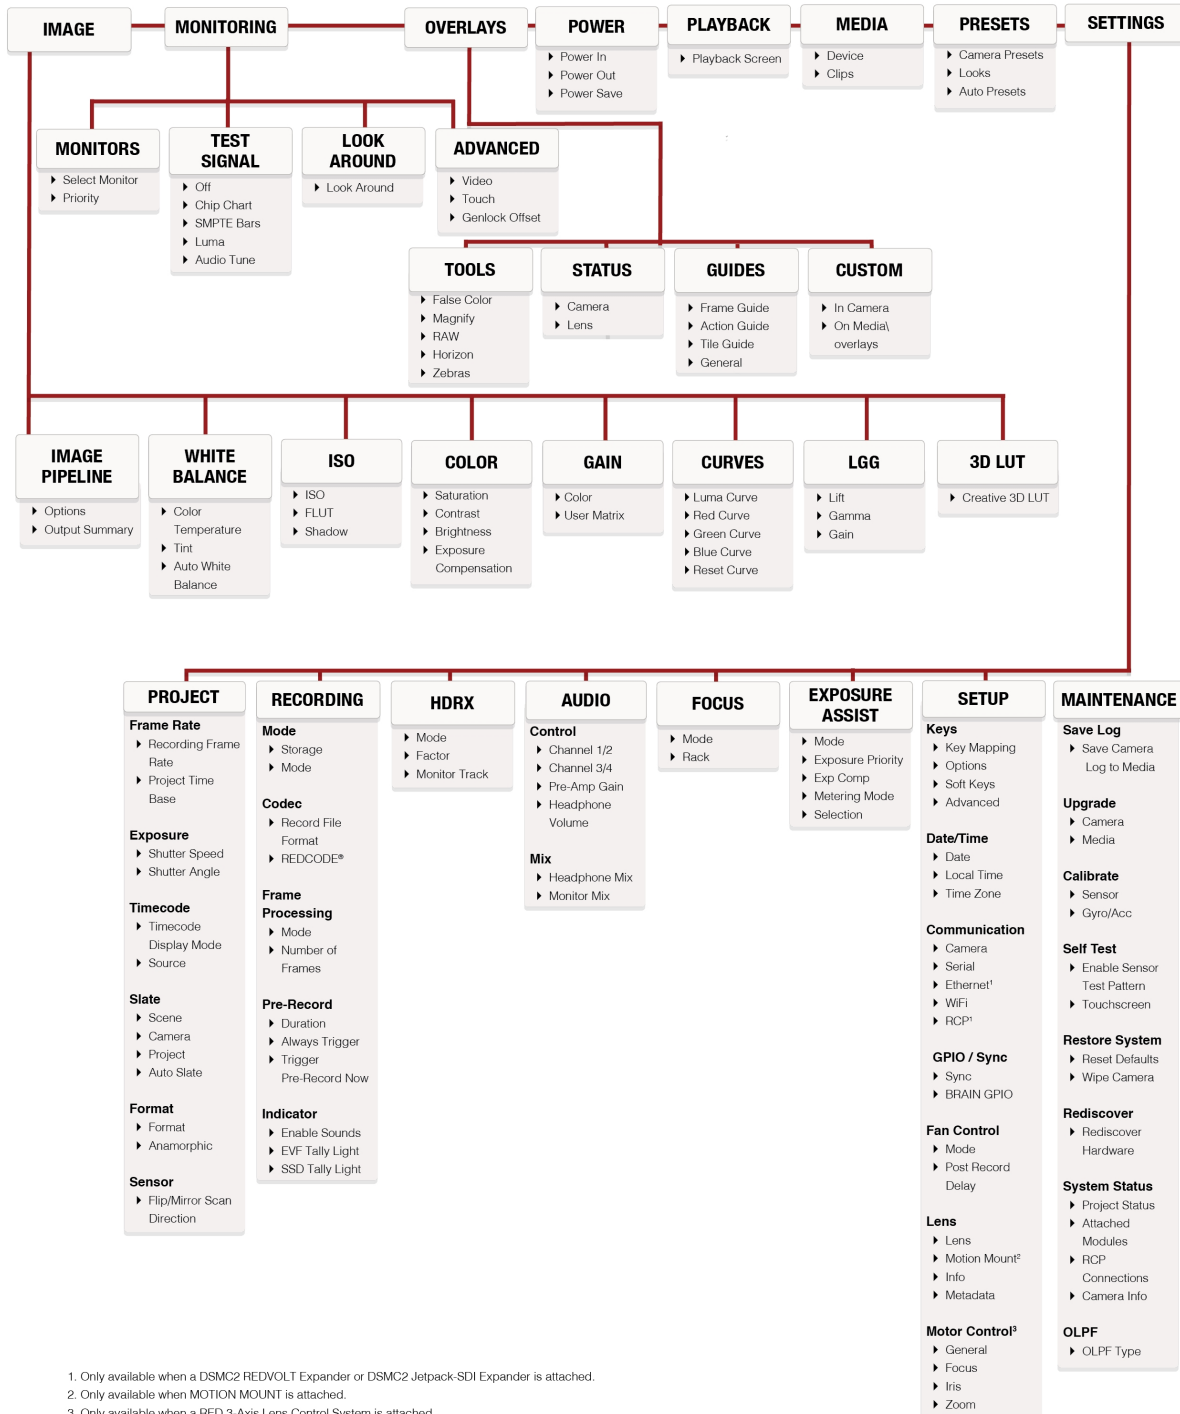 IMAGE
MONITORING
OVERLAYS
POWER
Power In
Power Out
Power Save
PLAYBACK
Playback Screen
MEDIA
Device
Clips
PRESETS
Camera Presets
Looks
Auto Presets
SETTINGS
MONITORS
Select Monitor
Priority
TEST
SIGNAL
Off
Chip Chart
SMPTE Bars
Luma
Audio Tune
LOOK
AROUND
Look Around
ADVANCED
Video
Touch
Genlock Offset
TOOLS
False Color
Magnify
RAW
Horizon
Zebras
STATUS
Camera
Lens
GUIDES
Frame Guide
Action Guide
Tile Guide
General
CUSTOM
In Camera
On Media\
overlays
IMAGE
PIPELINE
Options
Output Summary
WHITE
BALANCE
Color
Temperature
Tint
Auto White
Balance
ISO
ISO
FLUT
Shadow
COLOR
Saturation
Contrast
Brightness
Exposure
Compensation
GAIN
Color
User Matrix
CURVES
Luma Curve
Red Curve
Green Curve
Blue Curve
Reset Curve
LGG
Lift
Gamma
Gain
3D LUT
Creative 3D LUT
PROJECT
Frame Rate
Recording Frame
Rate
Project Time
Base
Exposure
Shutter Speed
Shutter Angle
Timecode
Timecode
Display Mode
Source
Slate
Scene
Camera
Project
Auto Slate
Format
Format
Anamorphic
Sensor
Flip/Mirror Scan
Direction
RECORDING
Mode
Storage
Mode
Codec
Record File
Format
REDCODE®
Frame
Processing
Mode
Number of
Frames
Pre-Record
Duration
Always Trigger
Trigger
Pre-Record Now
Indicator
Enable Sounds
EVF Tally Light
SSD Tally Light
HDRX
Mode
Factor
Monitor Track
AUDIO
Control
Channel 1/2
Channel 3/4
Pre-Amp Gain
Headphone
Volume
Mix
Headphone Mix
Monitor Mix
FOCUS
Mode
Rack
EXPOSURE
ASSIST
Mode
Exposure Priority
Exp Comp
Metering Mode
Selection
SETUP
Keys
Key Mapping
Options
Soft Keys
Advanced
Date/Time
Date
Local Time
Time Zone
Communication
Camera
Serial
Ethernet¹
WiFi
RCP¹
GPIO / Sync
Sync
BRAIN GPIO
Fan Control
Mode
Post Record
Delay
Lens
Lens
Motion Mount²
Info
Metadata
Motor Control³
General
Focus
Iris
Zoom
MAINTENANCE
Save Log
Save Camera
Log to Media
Upgrade
Camera
Media
Calibrate
Sensor
Gyro/Acc
Self Test
Enable Sensor
Test Pattern
Touchscreen
Restore System
Reset Defaults
Wipe Camera
Rediscover
Rediscover
Hardware
System Status
Project Status
Attached
Modules
RCP
Connections
Camera Info
OLPF
OLPF Type
1. Only available when a DSMC2 REDVOLT Expander or DSMC2 Jetpack-SDI Expander is attached.
2. Only available when MOTION MOUNT is attached.
3. Only available when a RED 3-Axis Lens Control System is attached.